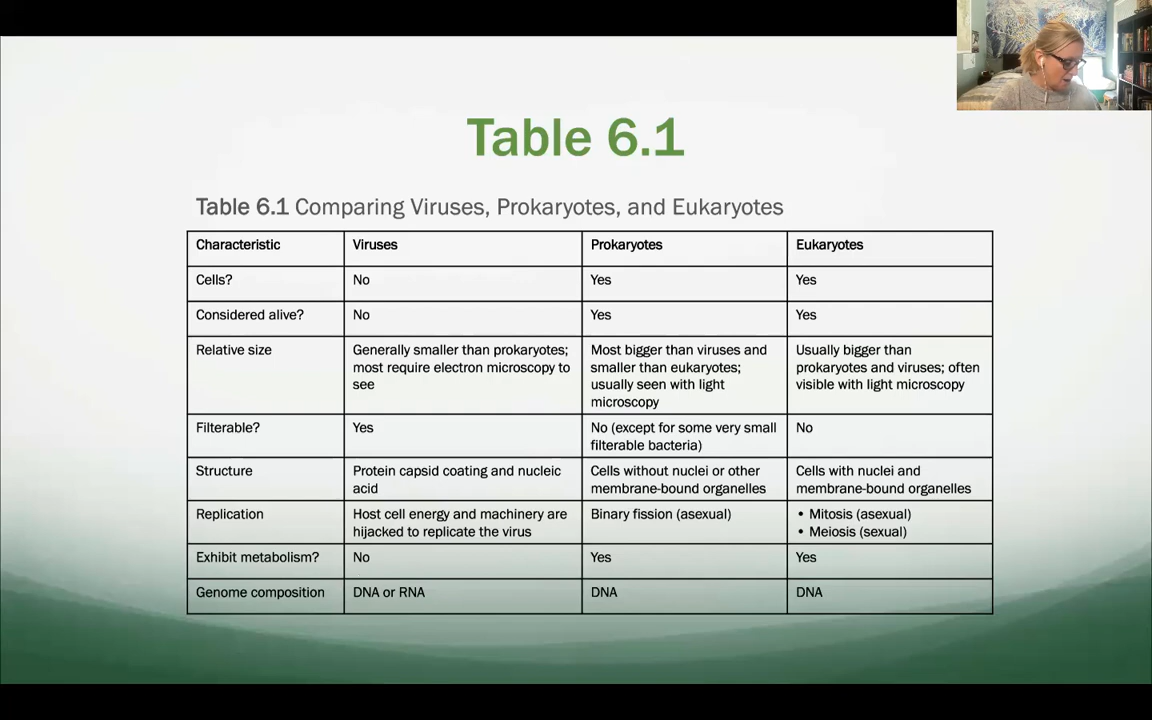 Table 6.1
Table 6.1 Comparing Viruses, Prokaryotes, and Eukaryotes
Characteristic Viruses Prokaryotes Eukaryotes
Cells? No Yes Yes
Considered alive? No Yes Yes
Relative size Generally smaller than prokaryotes; Most bigger than viruses and Usually bigger than
most require electron microscopy to smaller than eukaryotes; prokaryotes and viruses; often
see usually seen with light visible with light microscopy
microscopy
Filterable? Yes No (except for some very small No
filterable bacteria)
Structure Protein capsid coating and nucleic Cells without nuclei or other Cells with nuclei and
acid membrane-bound organelles membrane-bound organelles
Replication Host cell energy and machinery are Binary fission (asexual) • Mitosis (asexual)
hijacked to replicate the virus • Meiosis (sexual)
Exhibit metabolism? No Yes Yes
Genome composition DNA or RNA DNA DNA